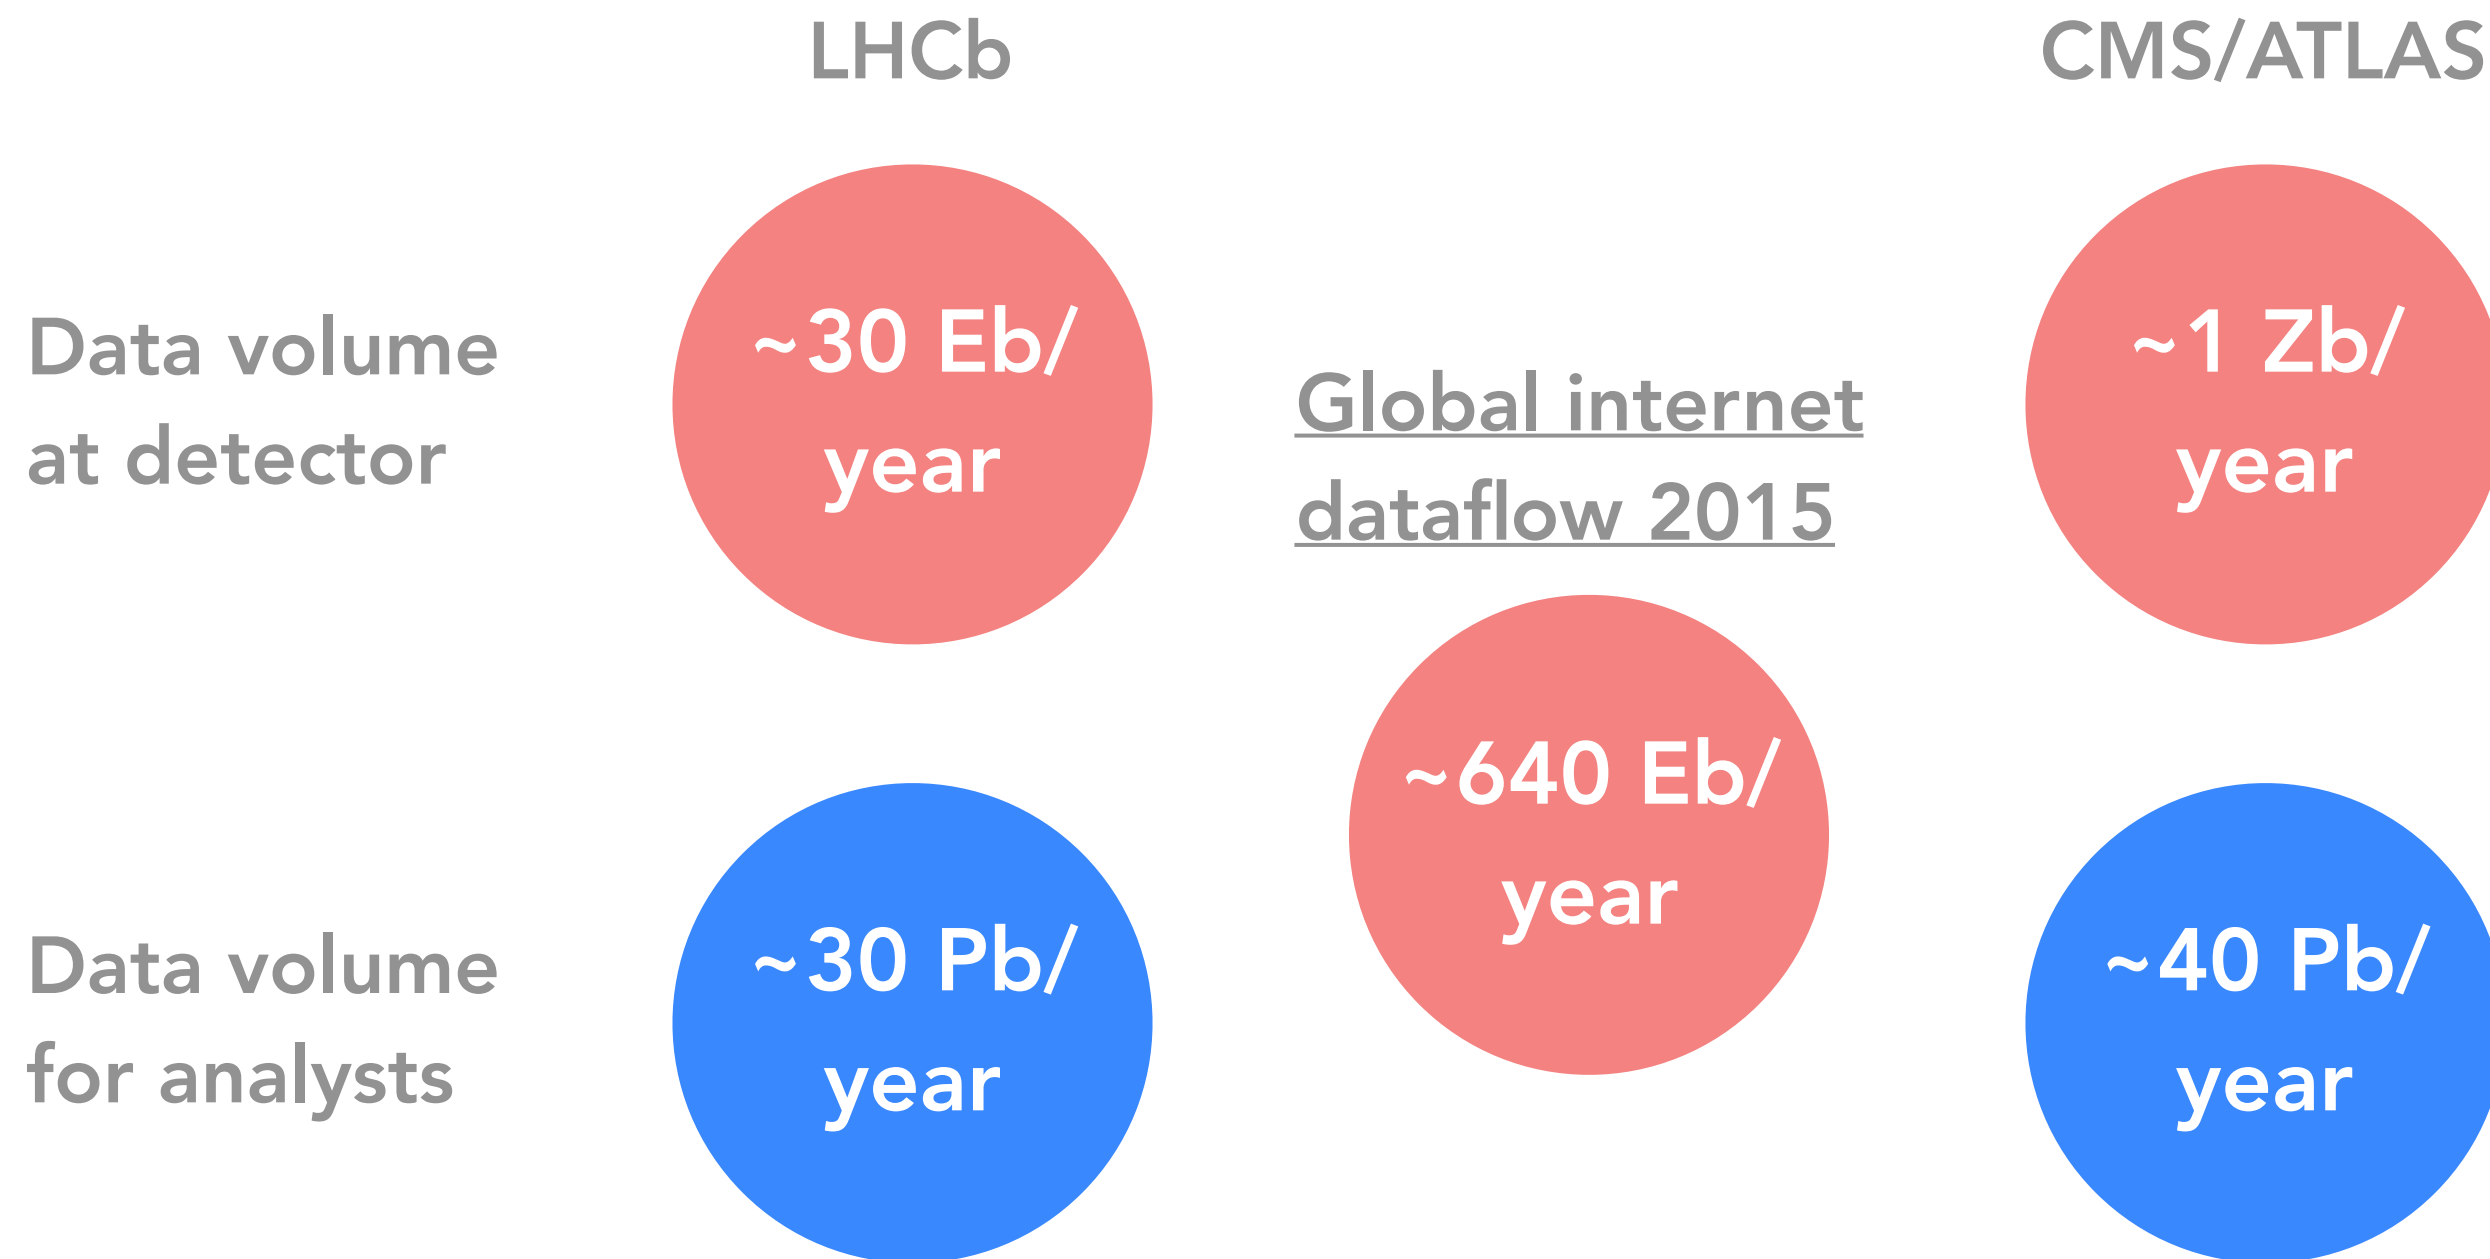 LHCb
CMS/ATLAS
Data volume
at detector
~30 Eb/
year
Global internet
dataflow 2015
~640 Eb/
year
~1 Zb/
year
Data volume
for analysts
~30 Pb/
year
~40 Pb/
year